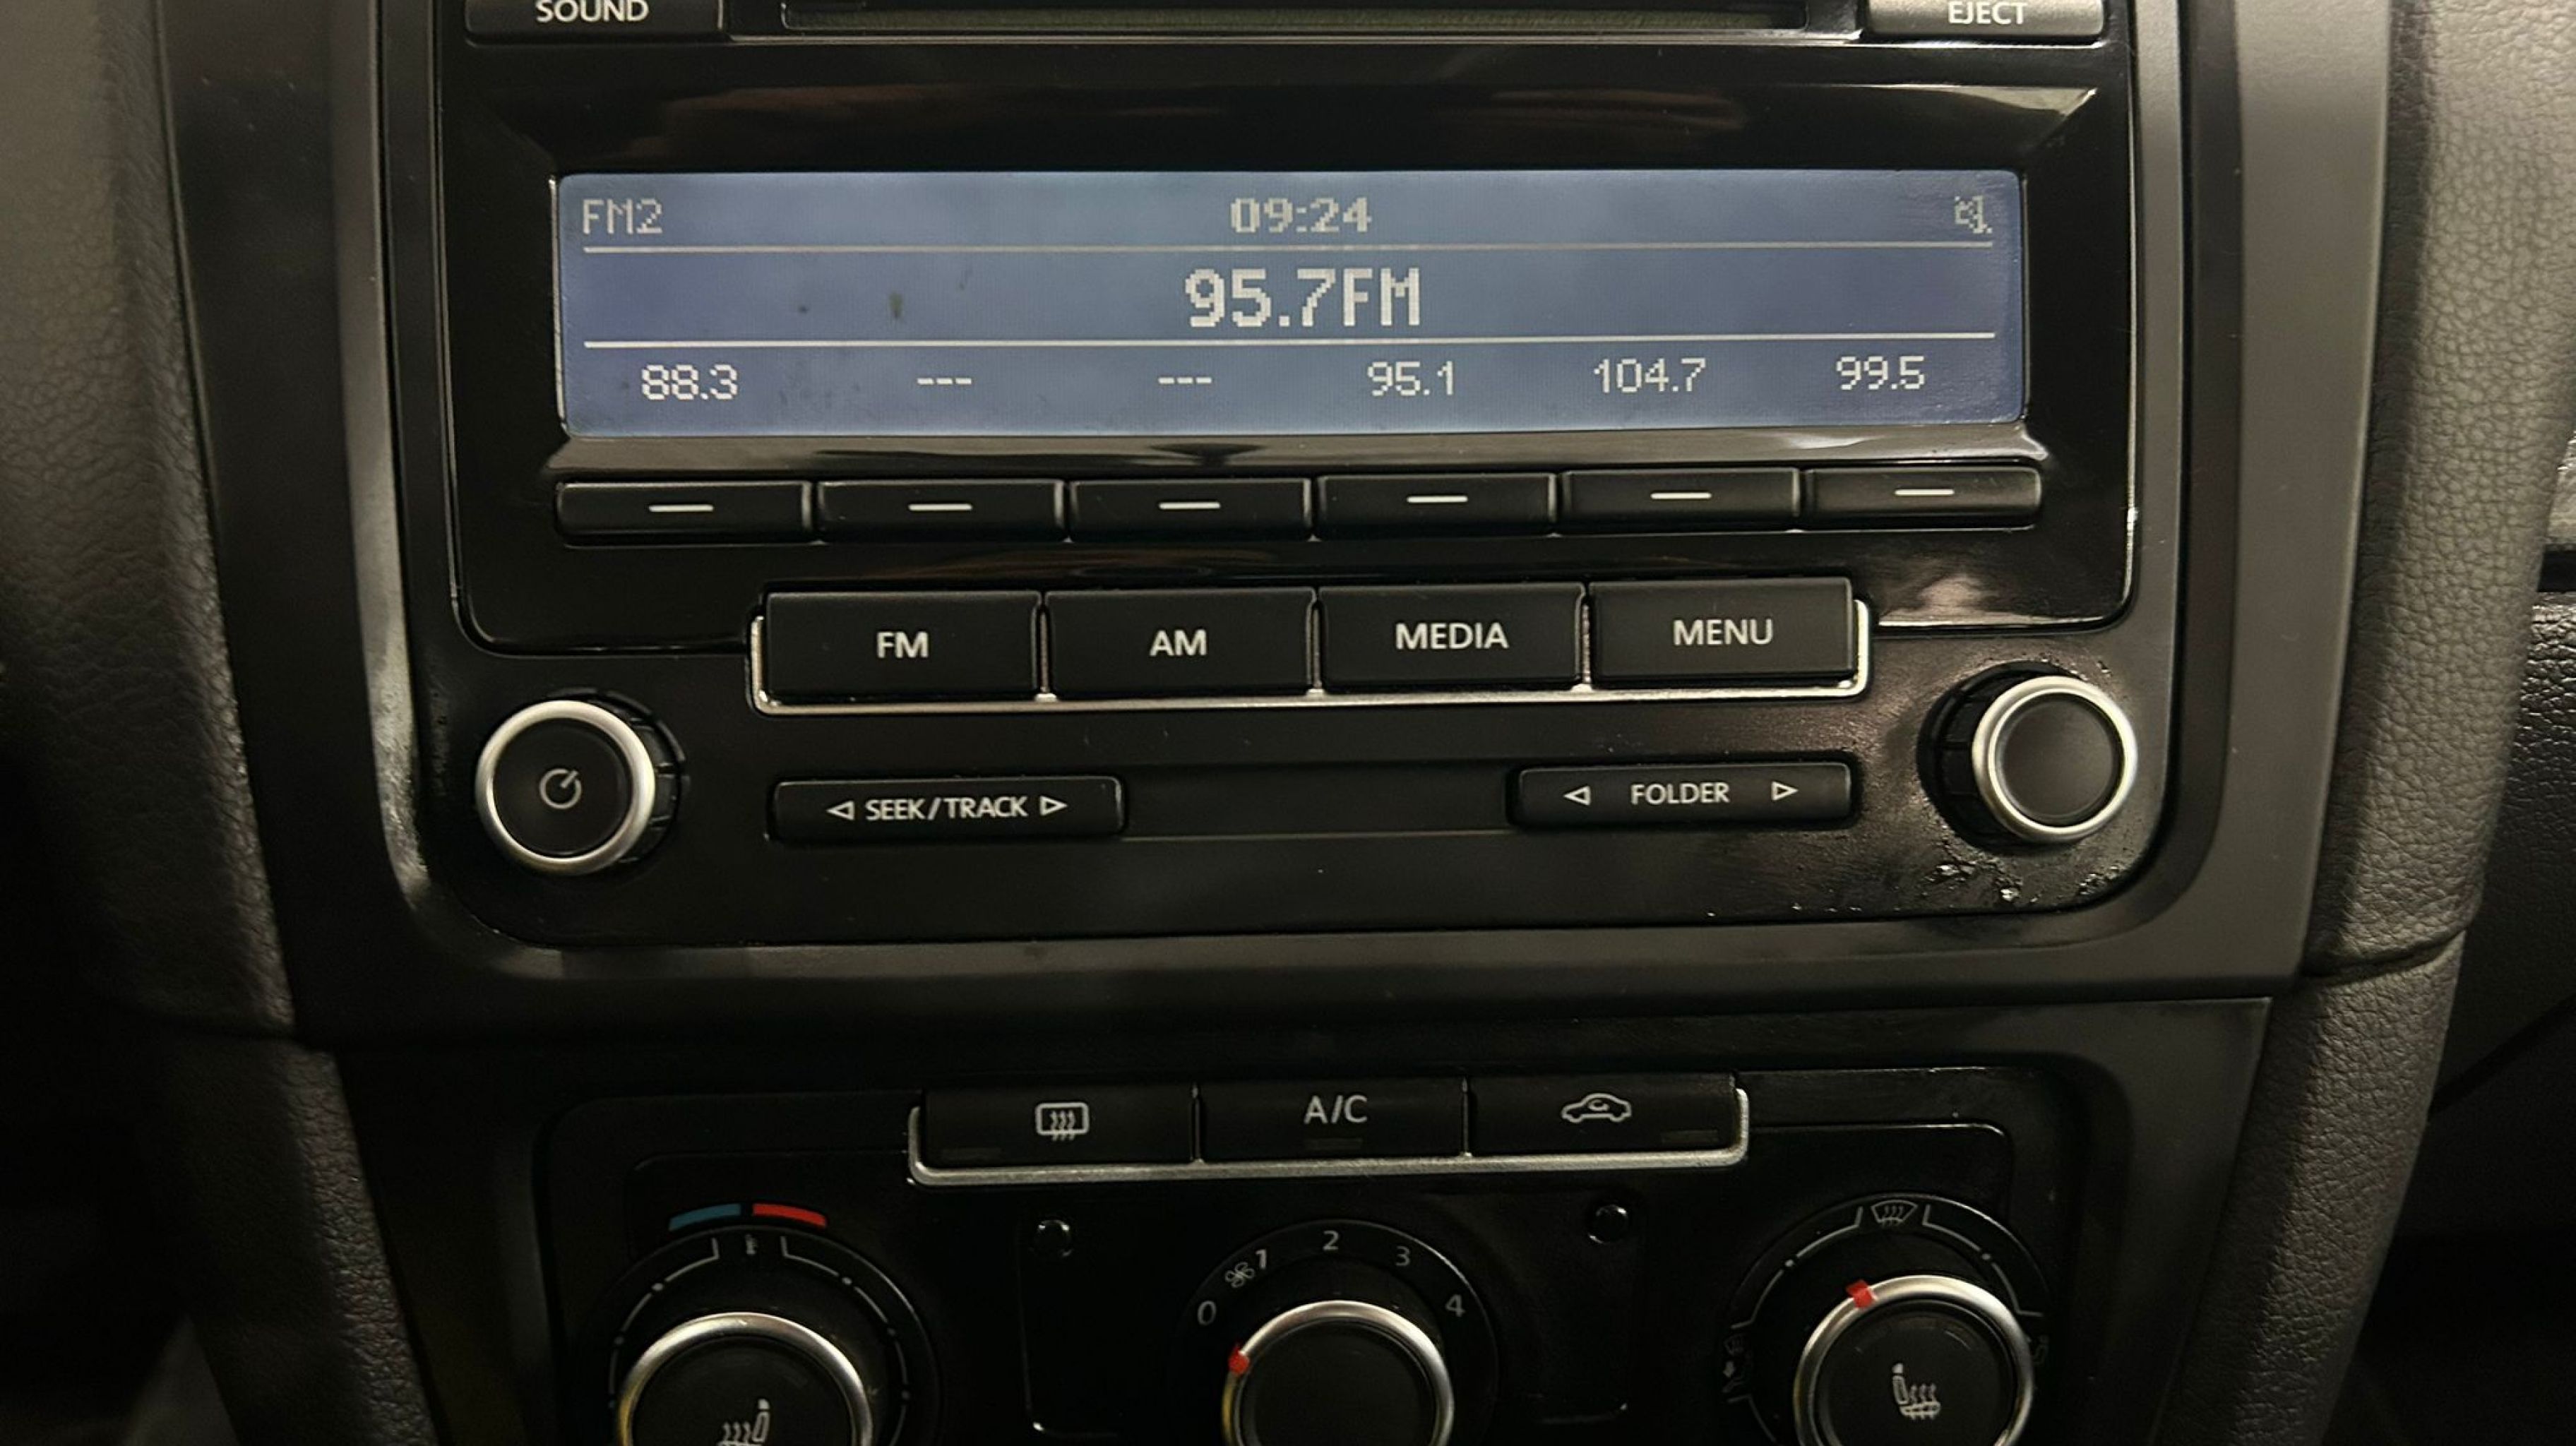 SOUND EJECT
FM2 09:24
95.7FM
88.3 --- --- 95.1 104.7 99.5
FM AM MEDIA MENU
SEEK/TRACK FOLDER
A/C
0 1 2 3 4